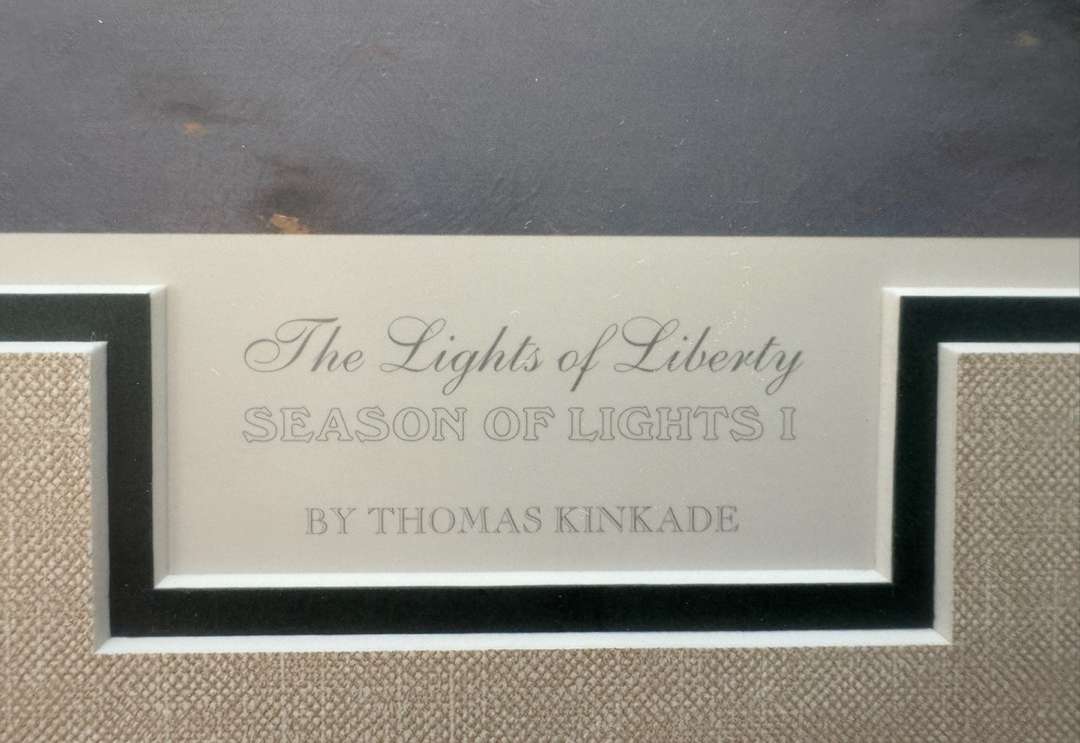 The Lights of Liberty
SEASON OF LIGHTS I
BY THOMAS KINKADE